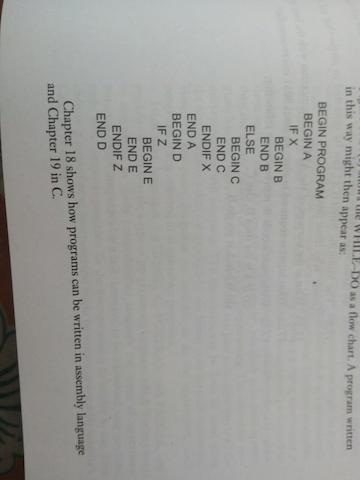 the WHILE–DO as a flow chart. A program written
in this way might then appear as:
BEGIN PROGRAM
BEGIN A
IF X
BEGIN B
END B
ELSE
BEGIN C
END C
ENDIF X
END A
BEGIN D
IF Z
BEGIN E
END E
ENDIF Z
END D
Chapter 18 shows how programs can be written in assembly language
and Chapter 19 in C.